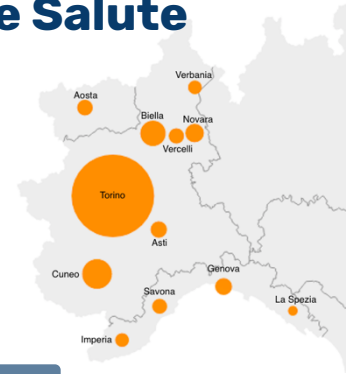 e Salute
Verbania
Aosta
Biella
Novara
Vercelli
Torino
Asti
Cuneo
Genova
Savona
La Spezia
Imperia